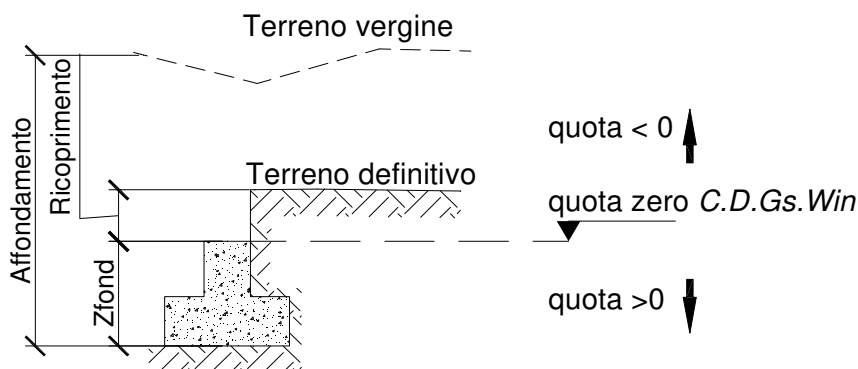 Terreno vergine
Affondamento
Ricoprimento
quota < 0
Terreno definitivo
quota zero C.D.Gs.Win
Zfond
quota >0